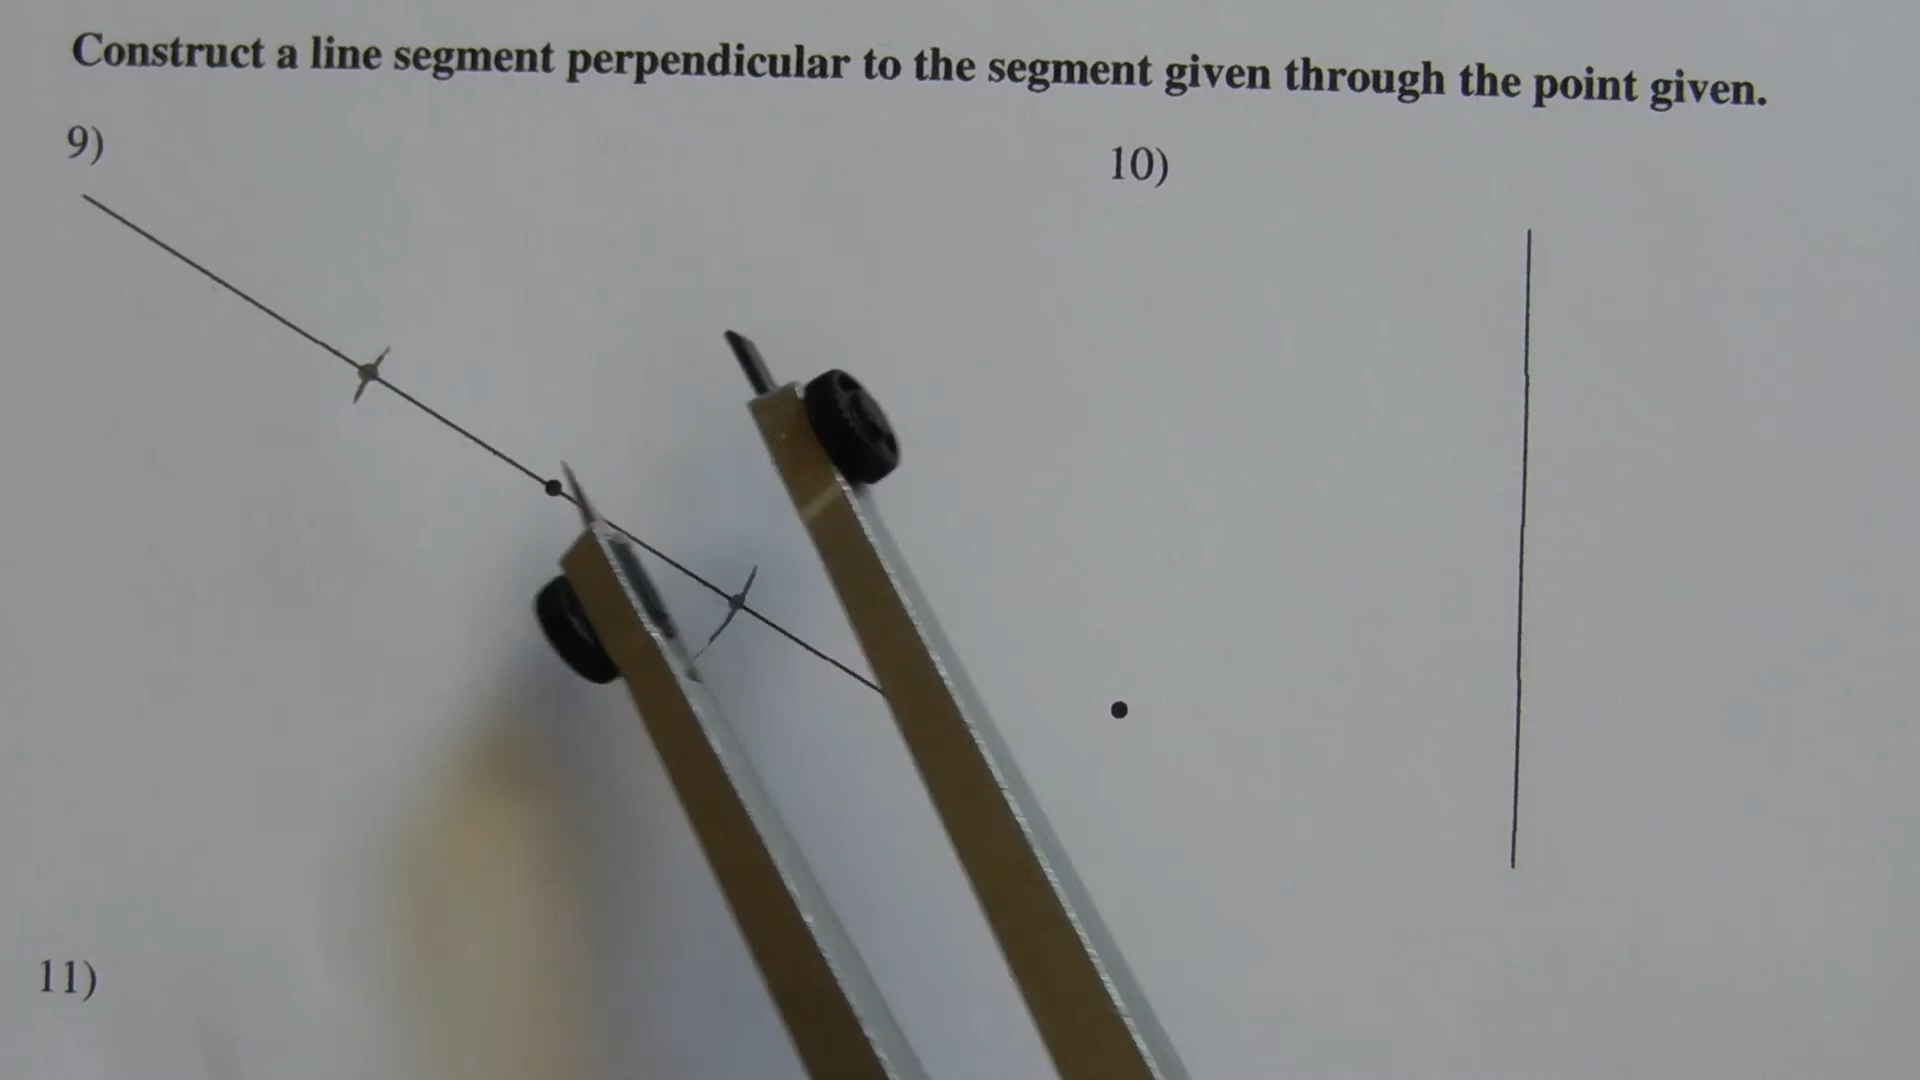 Construct a line segment perpendicular to the segment given through the point given.
9)
10)
11)